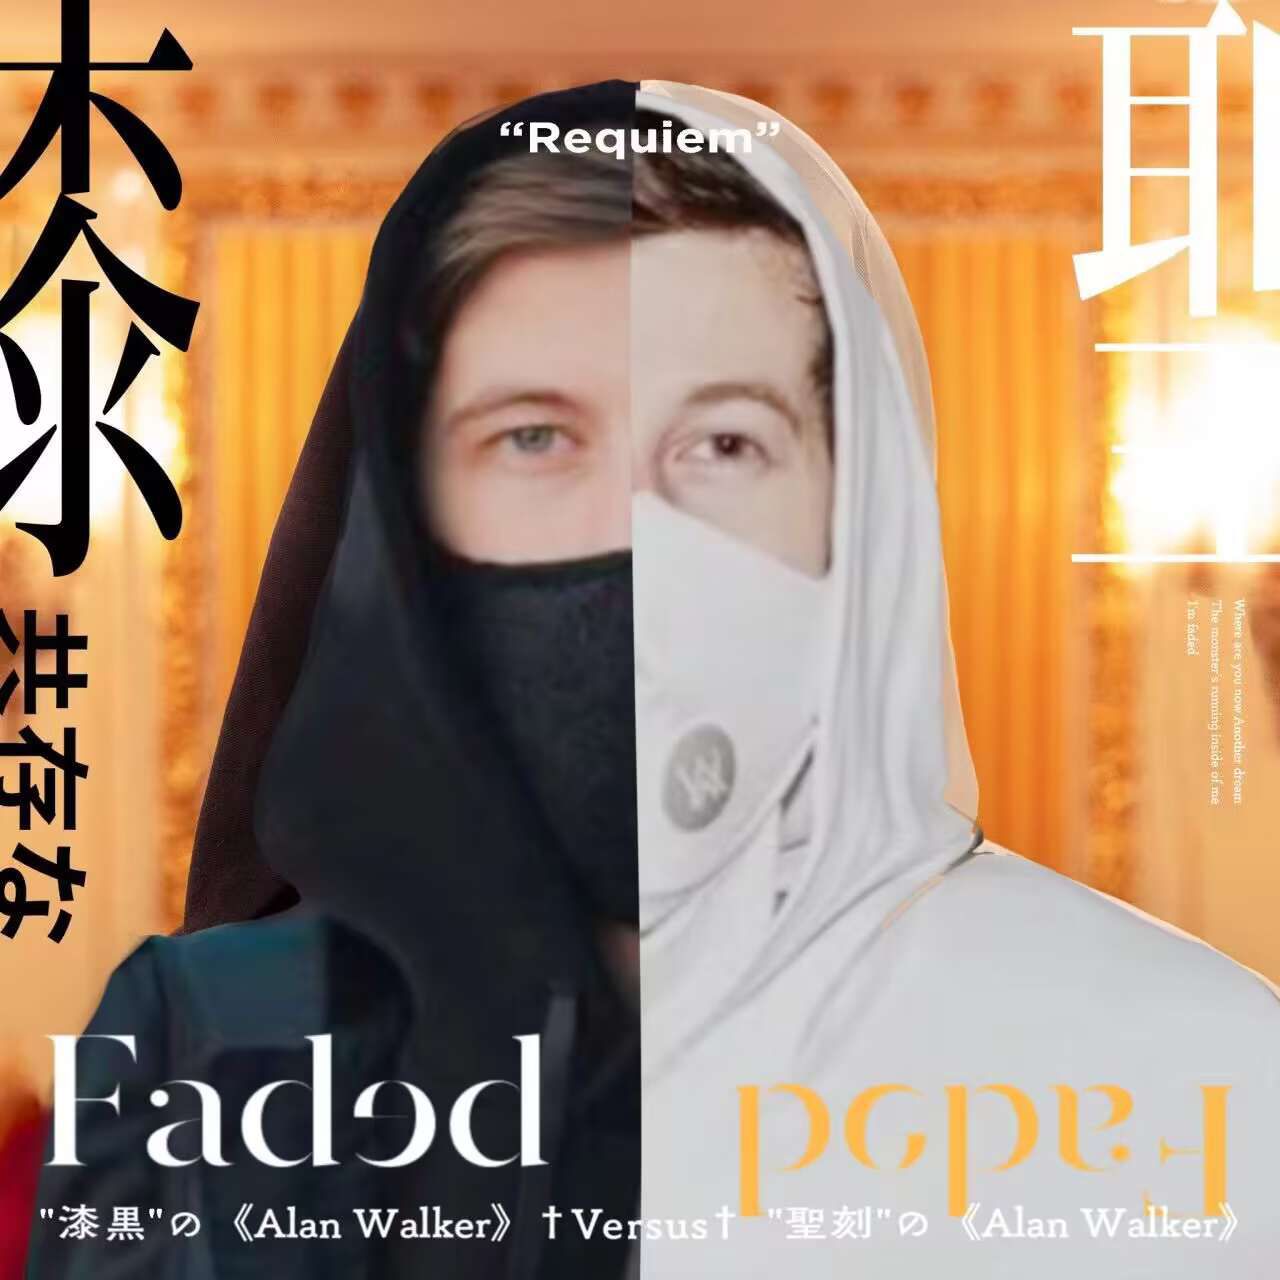 “Requiem”
共存な
Where are you now Another dream
The monster's running inside of me
I'm faded
Faded
Faded
"漆黒"の《Alan Walker》†Versus† "聖刻"の《Alan Walker》